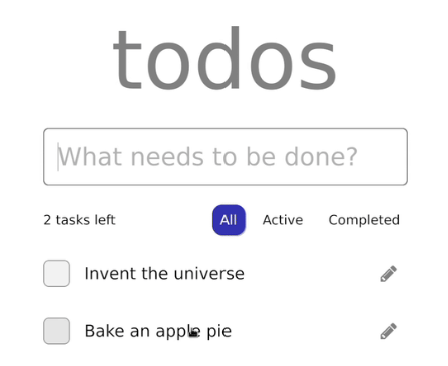 todos
What needs to be done?
2 tasks left All Active Completed
Invent the universe
Bake an apple pie